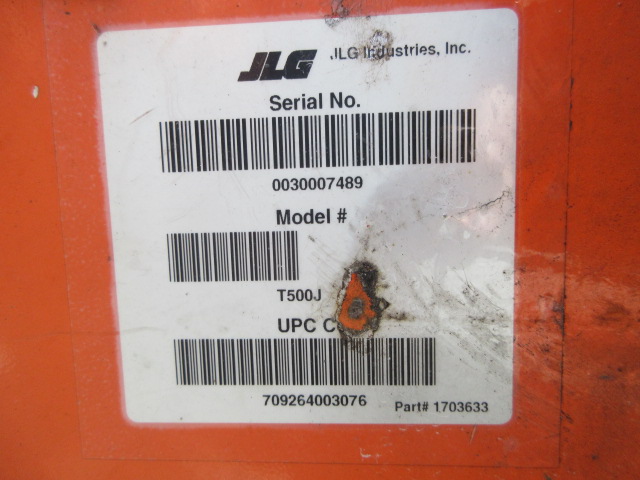 JLG JLG Industries, Inc.
Serial No.
0030007489
Model #
T500J
UPC C
709264003076
Part# 1703633